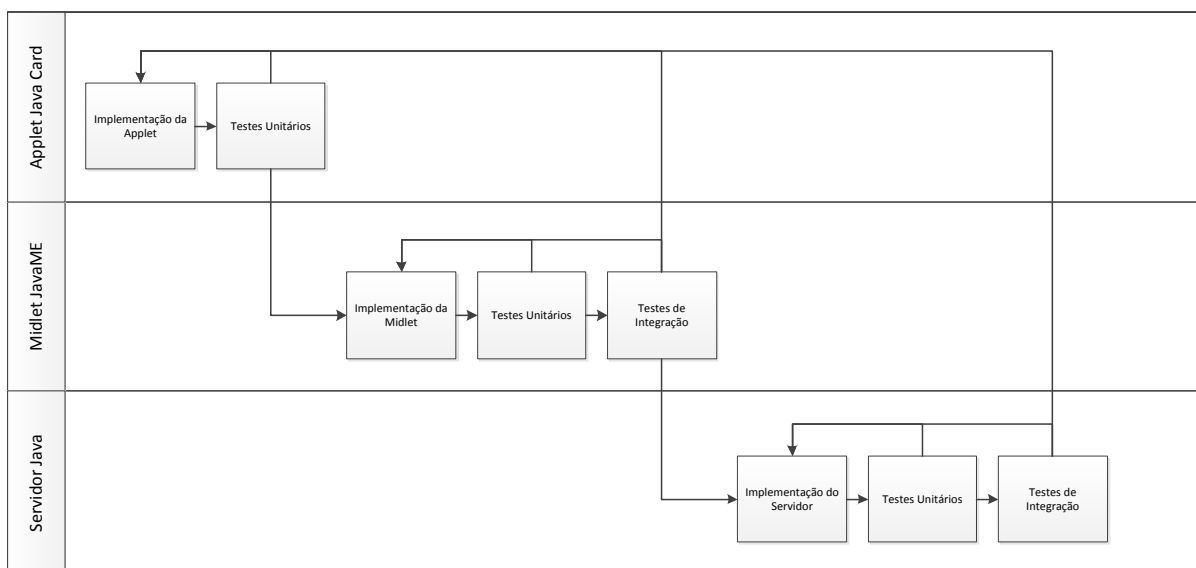 Applet Java Card
Implementação da
Applet
Testes Unitários
Midlet JavaME
Implementação da
Midlet
Testes Unitários
Testes de
Integração
Servidor Java
Implementação do
Servidor
Testes Unitários
Testes de
Integração